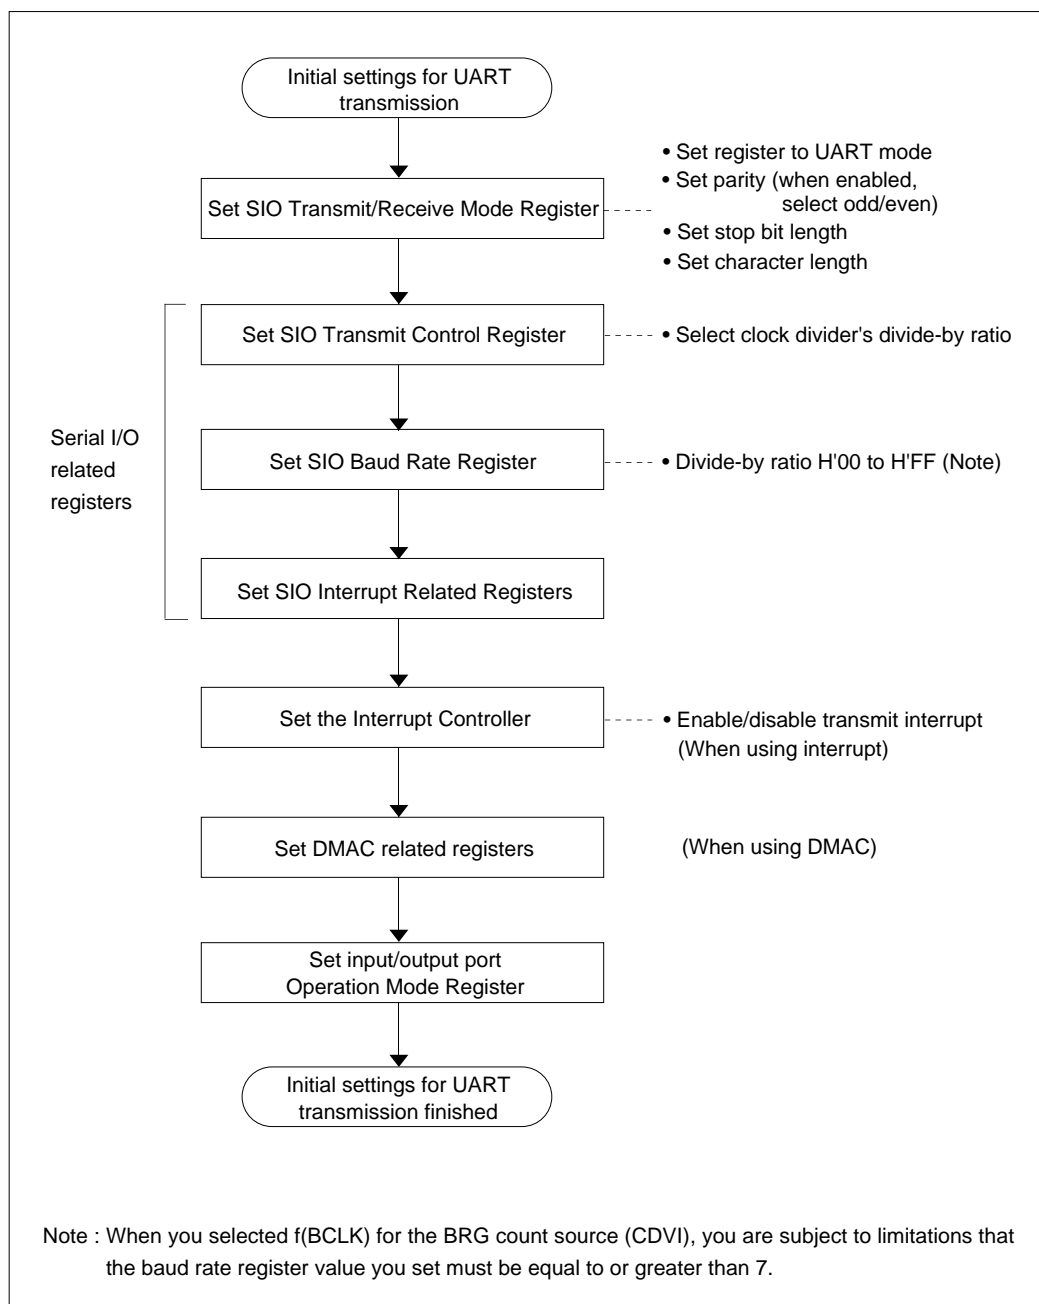 Initial settings for UART
transmission
• Set register to UART mode
• Set parity (when enabled,
select odd/even)
Set SIO Transmit/Receive Mode Register
• Set stop bit length
• Set character length
Set SIO Transmit Control Register
• Select clock divider's divide-by ratio
Serial I/O
related
registers
Set SIO Baud Rate Register
• Divide-by ratio H'00 to H'FF (Note)
Set SIO Interrupt Related Registers
Set the Interrupt Controller
• Enable/disable transmit interrupt
(When using interrupt)
Set DMAC related registers
(When using DMAC)
Set input/output port
Operation Mode Register
Initial settings for UART
transmission finished
Note : When you selected f(BCLK) for the BRG count source (CDVI), you are subject to limitations that
the baud rate register value you set must be equal to or greater than 7.